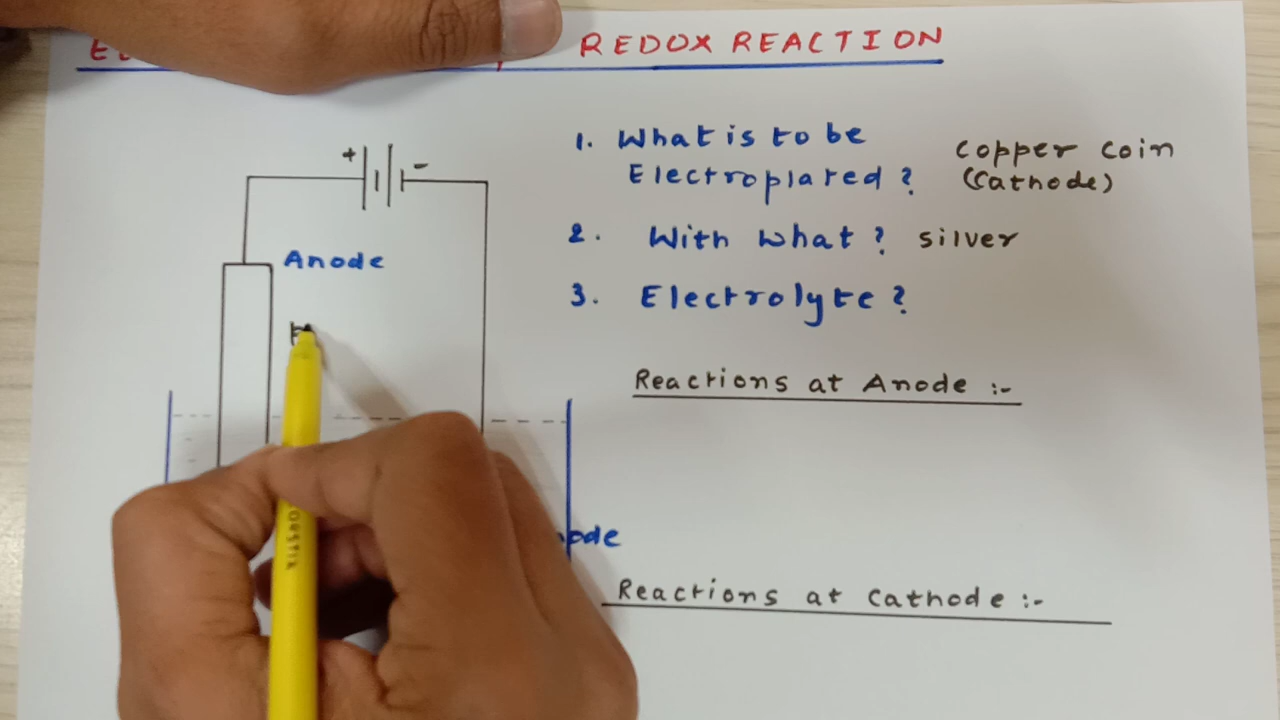 REDOX REACTION
+ -
Anode
1. What is to be
Electroplared ?
copper coin
(Cathode)
2. With what ? silver
3. Electrolyte ?
Reactions at Anode :-
Reactions at Cathode :-